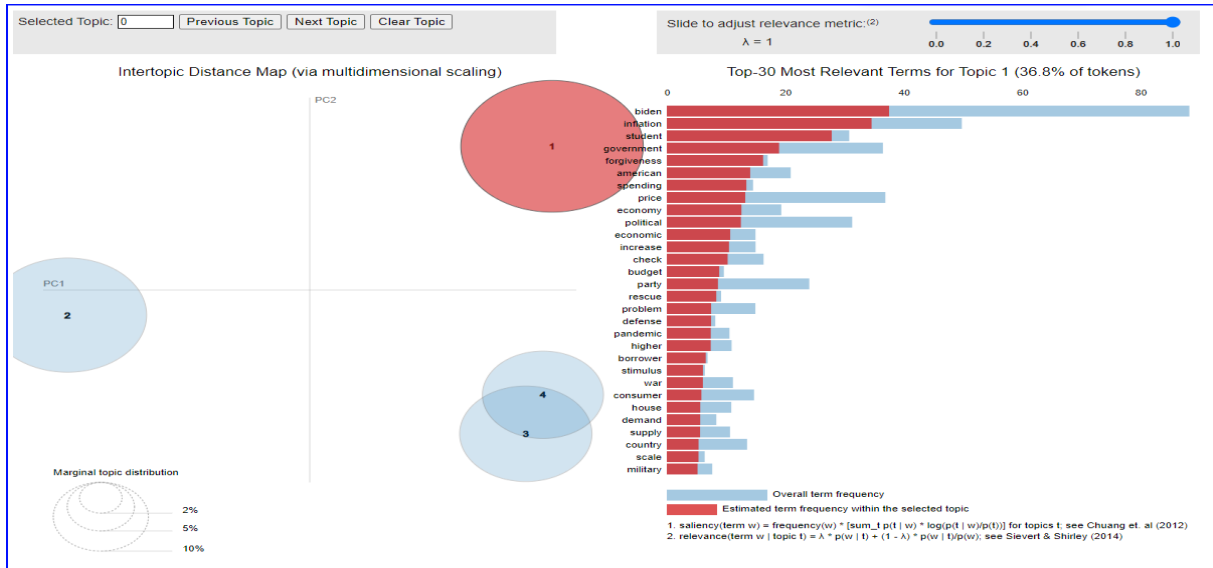 Selected Topic: 0 Previous Topic Next Topic Clear Topic
Slide to adjust relevance metric:(2)
λ = 1
0.0 0.2 0.4 0.6 0.8 1.0
Intertopic Distance Map (via multidimensional scaling)
PC2
PC1
1
2
4
3
Marginal topic distribution
2%
5%
10%
Top-30 Most Relevant Terms for Topic 1 (36.8% of tokens)
0 20 40 60 80
biden
inflation
student
government
forgiveness
american
spending
price
economy
political
economic
increase
check
budget
party
rescue
problem
defense
pandemic
higher
borrower
stimulus
war
consumer
house
demand
supply
country
scale
military
Overall term frequency
Estimated term frequency within the selected topic
1. saliency(term w) = frequency(w) * [sum_t p(t | w) * log(p(t | w)/p(t))] for topics t; see Chuang et. al (2012)
2. relevance(term w | topic t) = λ * p(w | t) + (1 - λ) * p(w | t)/p(w); see Sievert & Shirley (2014)